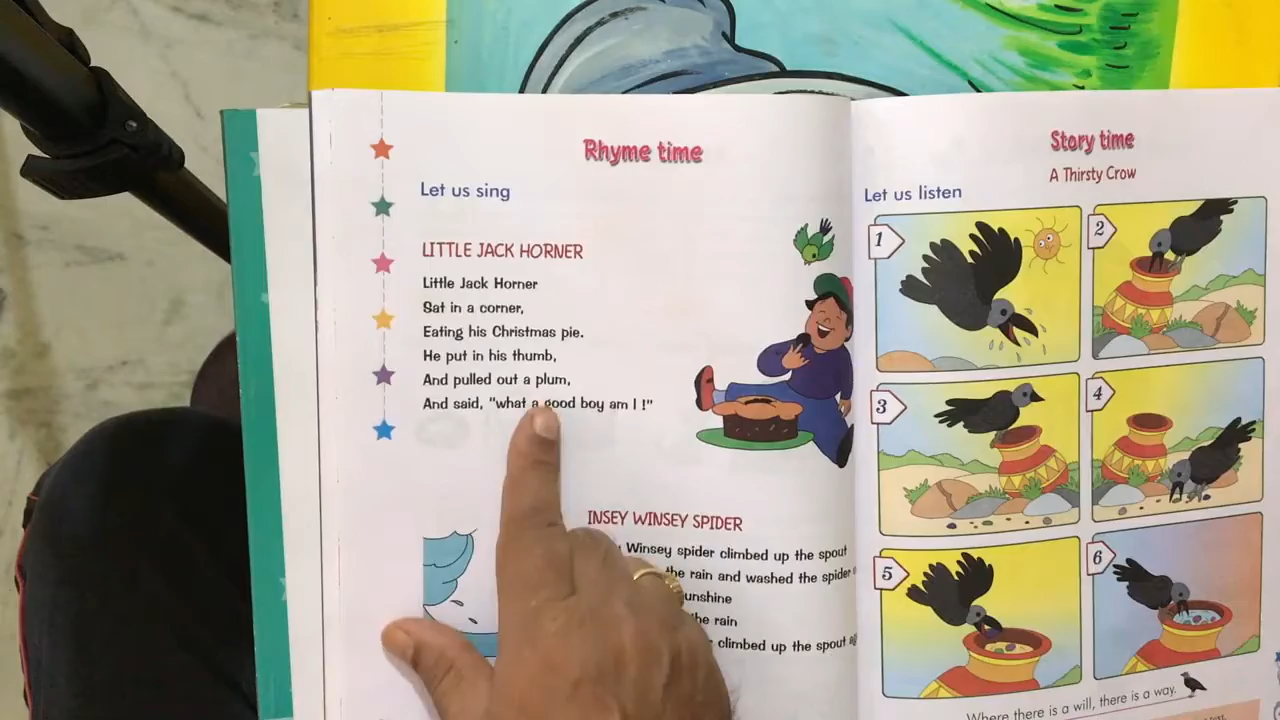 Rhyme time
Let us sing
LITTLE JACK HORNER
Little Jack Horner
Sat in a corner,
Eating his Christmas pie.
He put in his thumb,
And pulled out a plum,
And said, "what a good boy am I !"
INSEY WINSEY SPIDER
Winsey spider climbed up the spout
the rain and washed the spider
the rain
climbed up the spout
Story time
A Thirsty Crow
Let us listen
1
2
3
4
5
6
Where there is a will, there is a way.